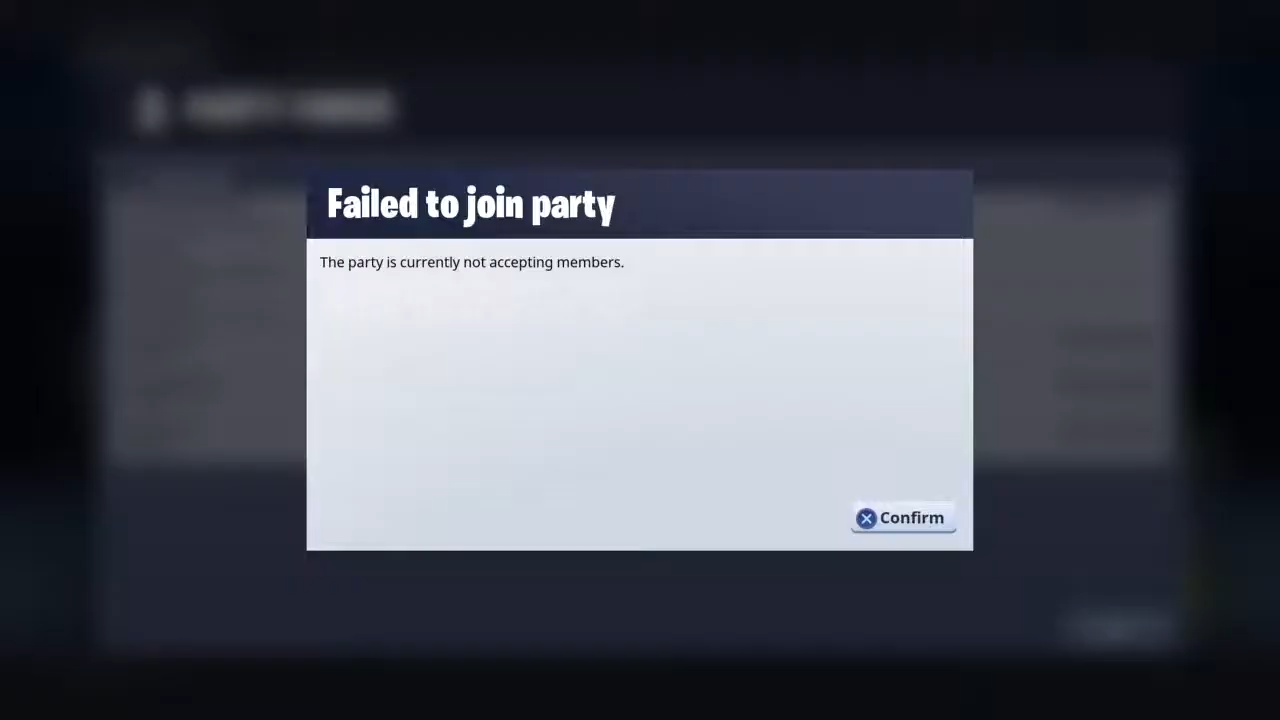 Failed to join party
The party is currently not accepting members.
Confirm